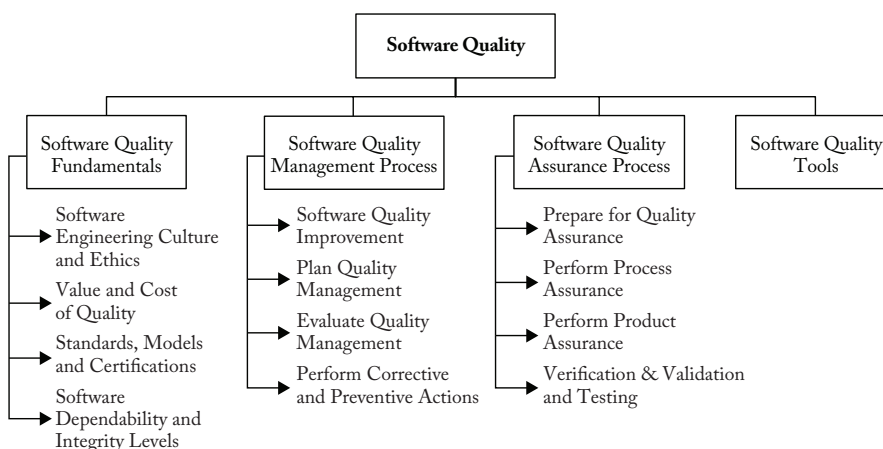 Software Quality
Software Quality
Fundamentals
Software
Engineering Culture
and Ethics
Value and Cost
of Quality
Standards, Models
and Certifications
Software
Dependability and
Integrity Levels
Software Quality
Management Process
Software Quality
Improvement
Plan Quality
Management
Evaluate Quality
Management
Perform Corrective
and Preventive Actions
Software Quality
Assurance Process
Prepare for Quality
Assurance
Perform Process
Assurance
Perform Product
Assurance
Verification & Validation
and Testing
Software Quality
Tools